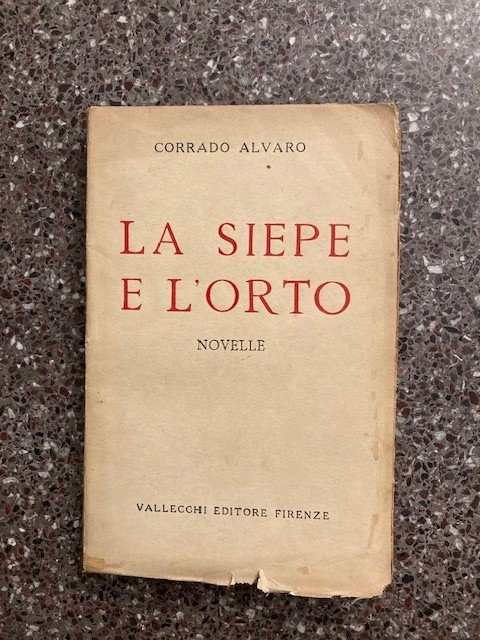 CORRADO ALVARO
LA SIEPE
E L'ORTO
NOVELLE
VALLECCHI EDITORE FIRENZE